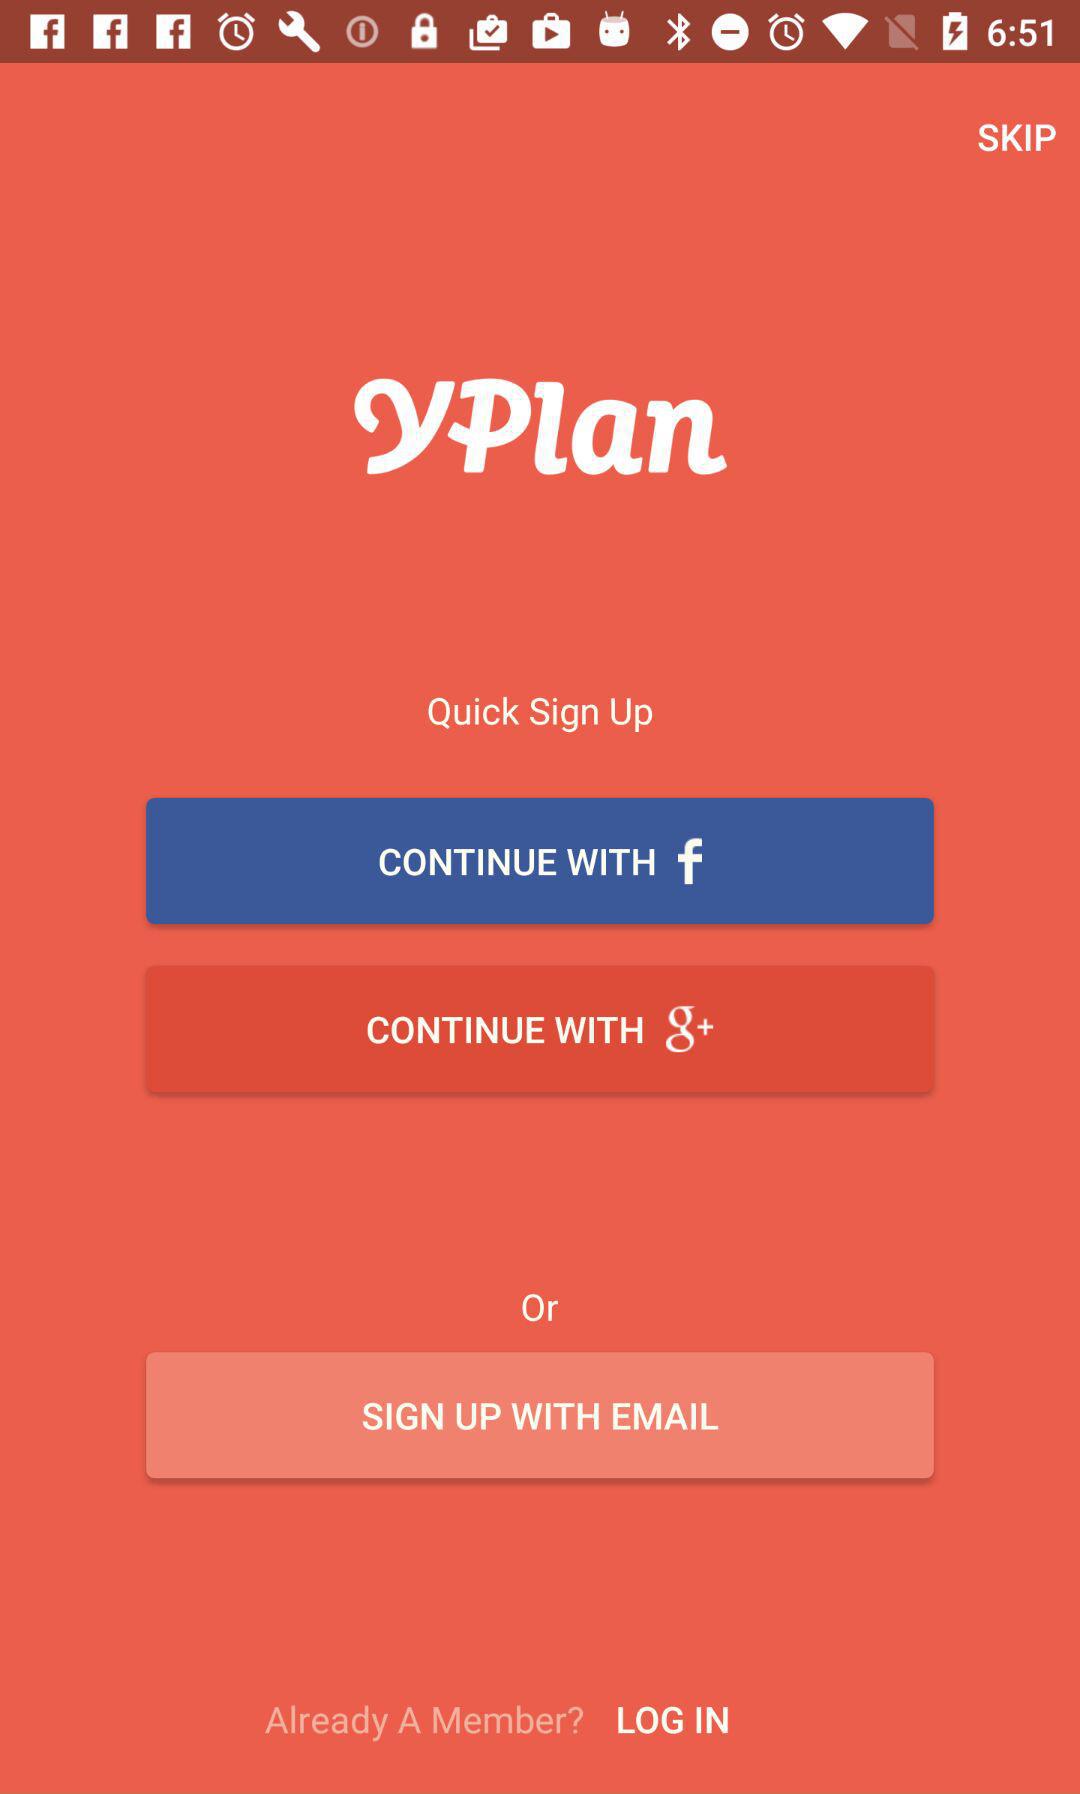 6:51
SKIP
YPlan
Quick Sign Up
CONTINUE WITH f
CONTINUE WITH g+
Or
SIGN UP WITH EMAIL
Already A Member? LOG IN